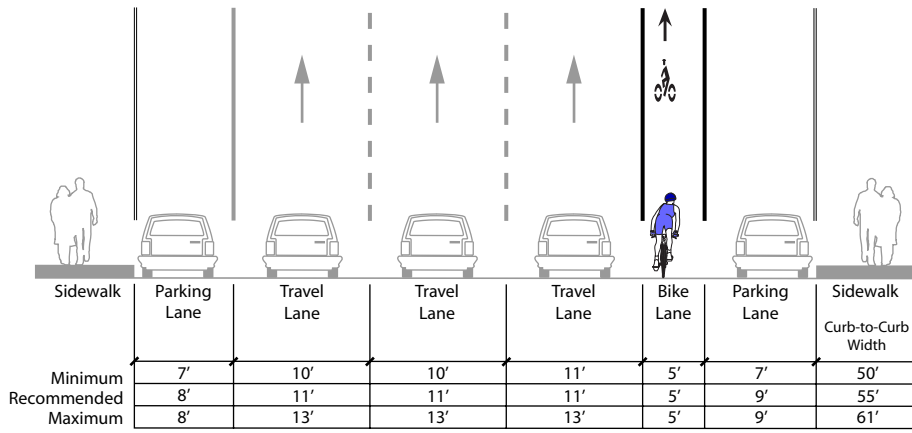 Sidewalk Parking Travel Travel Travel Bike Parking Sidewalk
Lane Lane Lane Lane Lane Lane
Curb-to-Curb
Width
Minimum 7’ 10’ 10’ 11’ 5’ 7’ 50’
Recommended 8’ 11’ 11’ 11’ 5’ 9’ 55’
Maximum 8’ 13’ 13’ 13’ 5’ 9’ 61’